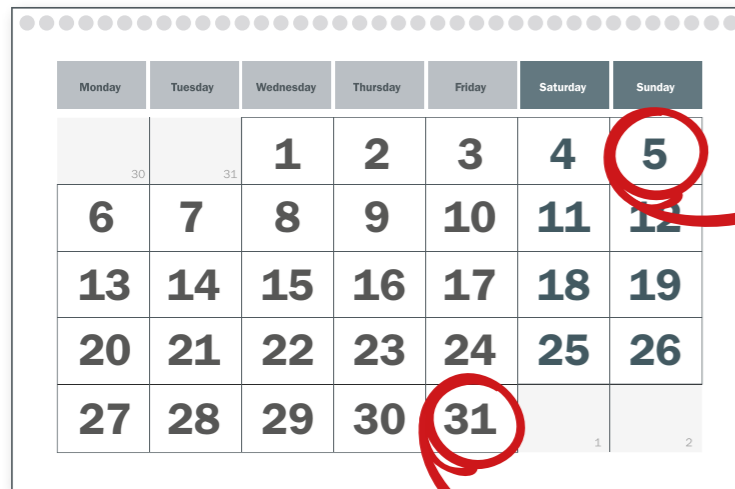 Monday Tuesday Wednesday Thursday Friday Saturday Sunday
30 31 1 2 3 4 5
6 7 8 9 10 11 12
13 14 15 16 17 18 19
20 21 22 23 24 25 26
27 28 29 30 31 1 2